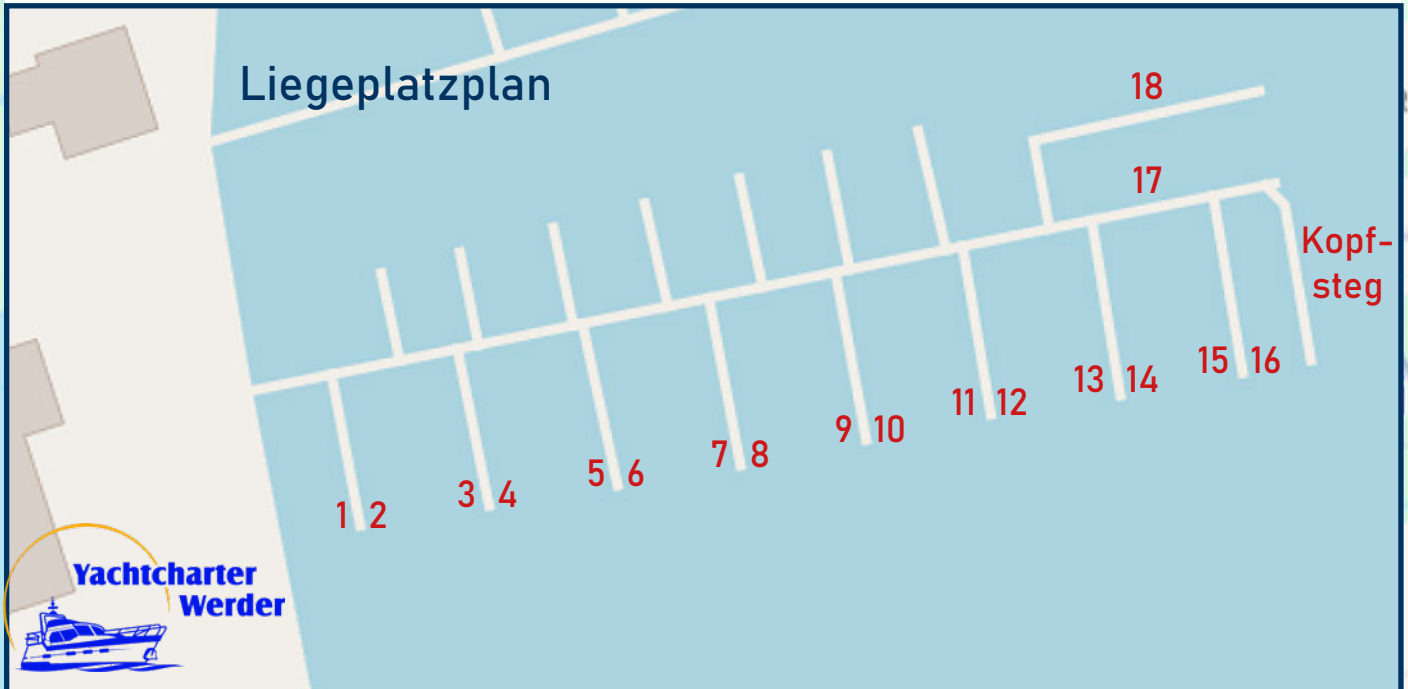 Liegeplatzplan
18
17
Kopf-
steg
15 16
13 14
11 12
9 10
7 8
5 6
3 4
1 2
Yachtcharter
Werder